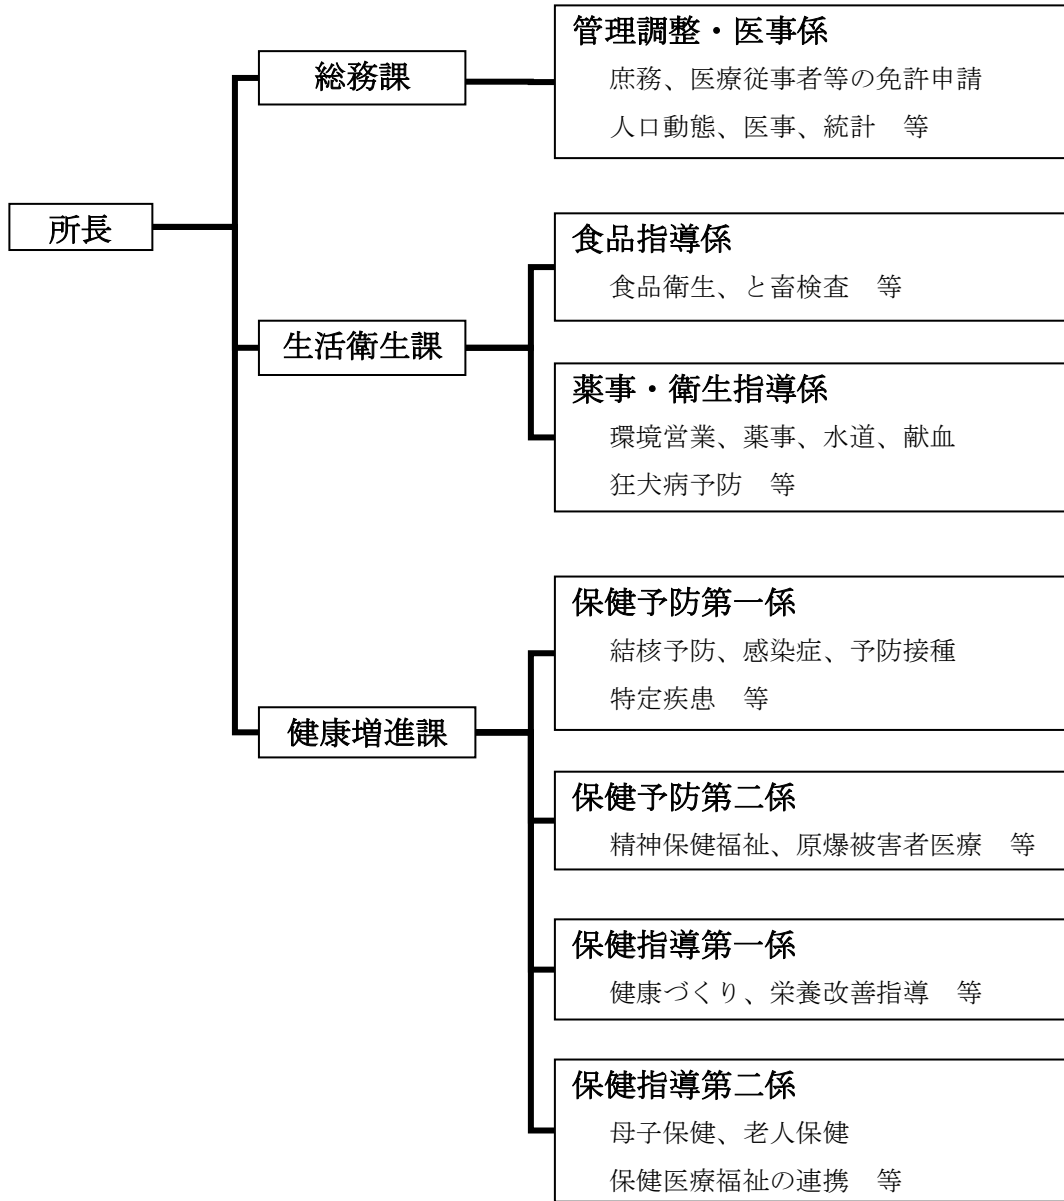 所長
総務課
管理調整・医事係
庶務、医療従事者等の免許申請
人口動態、医事、統計　等
生活衛生課
食品指導係
食品衛生、と畜検査　等
薬事・衛生指導係
環境営業、薬事、水道、献血
狂犬病予防　等
健康増進課
保健予防第一係
結核予防、感染症、予防接種
特定疾患　等
保健予防第二係
精神保健福祉、原爆被害者医療　等
保健指導第一係
健康づくり、栄養改善指導　等
保健指導第二係
母子保健、老人保健
保健医療福祉の連携　等